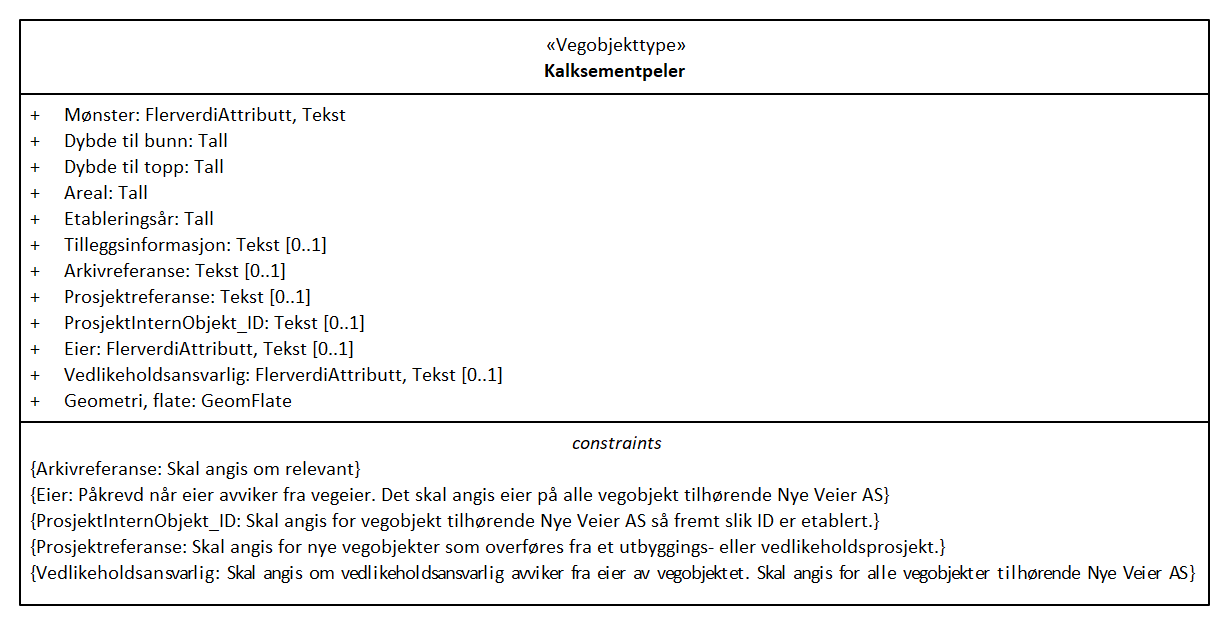 «Vegobjekttype»
Kalksementpeler
+ Mønster: FlerverdiAttributt, Tekst
+ Dybde til bunn: Tall
+ Dybde til topp: Tall
+ Areal: Tall
+ Etableringsår: Tall
+ Tilleggsinformasjon: Tekst [0..1]
+ Arkivreferanse: Tekst [0..1]
+ Prosjektreferanse: Tekst [0..1]
+ ProsjektInternObjekt_ID: Tekst [0..1]
+ Eier: FlerverdiAttributt, Tekst [0..1]
+ Vedlikeholdsansvarlig: FlerverdiAttributt, Tekst [0..1]
+ Geometri, flate: GeomFlate
constraints
{Arkivreferanse: Skal angis om relevant}
{Eier: Påkrevd når eier avviker fra vegeier. Det skal angis eier på alle vegobjekt tilhørende Nye Veier AS}
{ProsjektInternObjekt_ID: Skal angis for vegobjekt tilhørende Nye Veier AS så fremt slik ID er etablert.}
{Prosjektreferanse: Skal angis for nye vegobjekter som overføres fra et utbyggings- eller vedlikeholdsprosjekt.}
{Vedlikeholdsansvarlig: Skal angis om vedlikeholdsansvarlig avviker fra eier av vegobjektet. Skal angis for alle vegobjekter tilhørende Nye Veier AS}